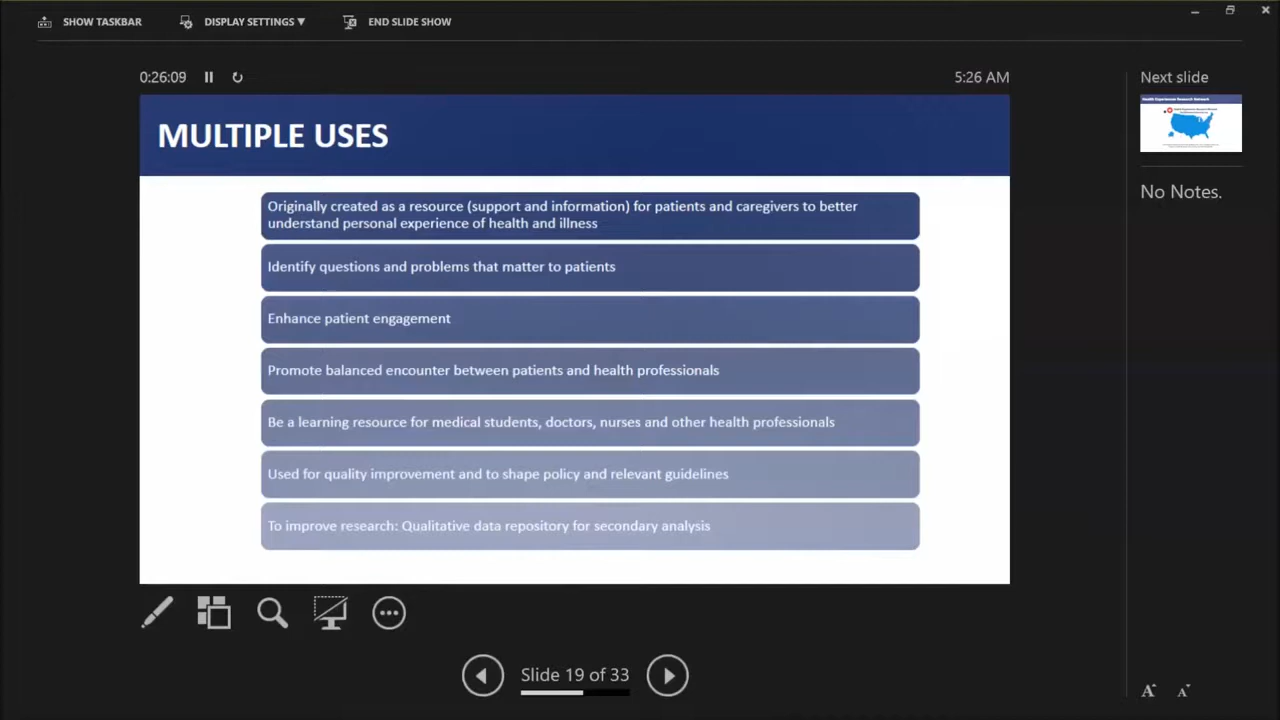 SHOW TASKBAR
DISPLAY SETTINGS ▼
END SLIDE SHOW
0:26:09
5:26 AM
Next slide
MULTIPLE USES
Health Experiences Research Network
No Notes.
Originally created as a resource (support and information) for patients and caregivers to better
understand personal experience of health and illness
Identify questions and problems that matter to patients
Enhance patient engagement
Promote balanced encounter between patients and health professionals
Be a learning resource for medical students, doctors, nurses and other health professionals
Used for quality improvement and to shape policy and relevant guidelines
To improve research: Qualitative data repository for secondary analysis
Slide 19 of 33
A A